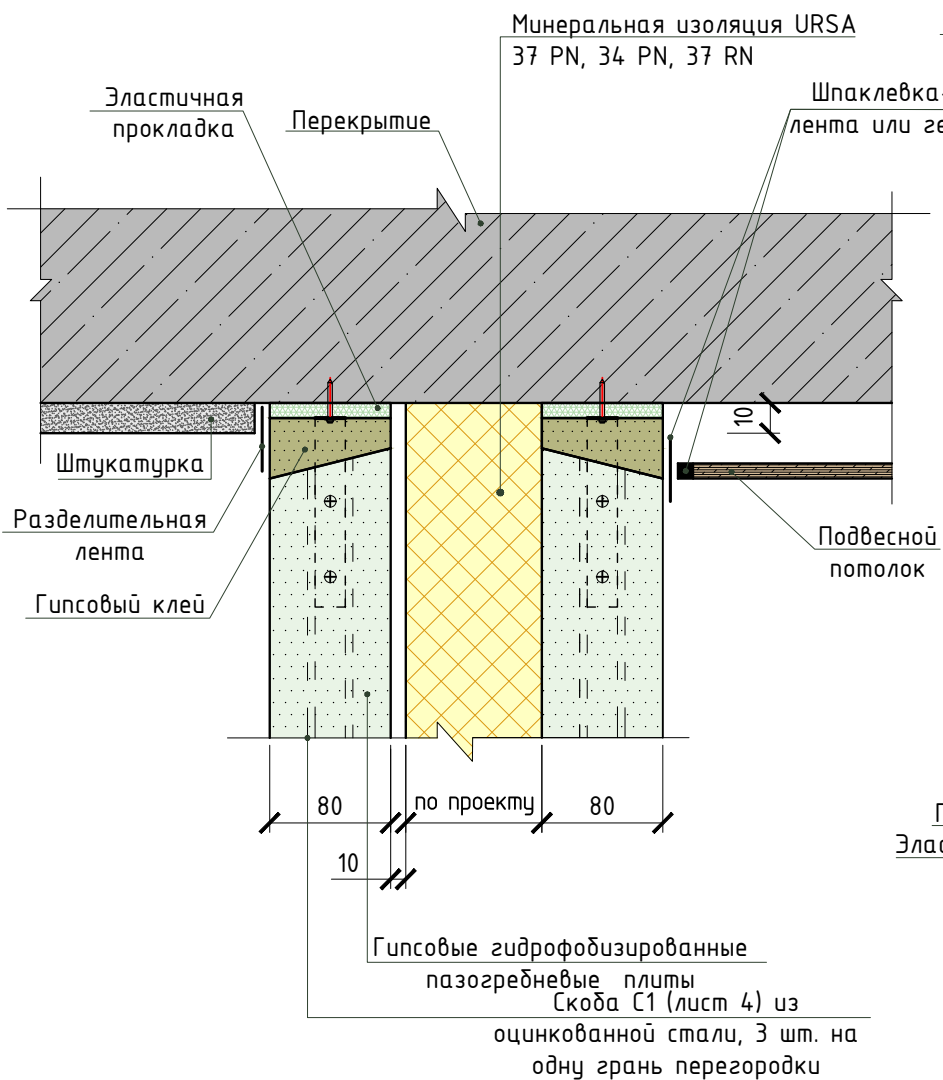 Минеральная изоляция URSA
37 PN, 34 PN, 37 RN
Эластичная
прокладка
Перекрытие
Шпаклевка
лента или ге
10
Штукатурка
Разделительная
лента
Подвесной
потолок
Гипсовый клей
80
по проекту
80
10
П
Элас
Гипсовые гидрофобизированные
пазогребневые плиты
Скоба С1 (лист 4) из
оцинкованной стали, 3 шт. на
одну грань перегородки